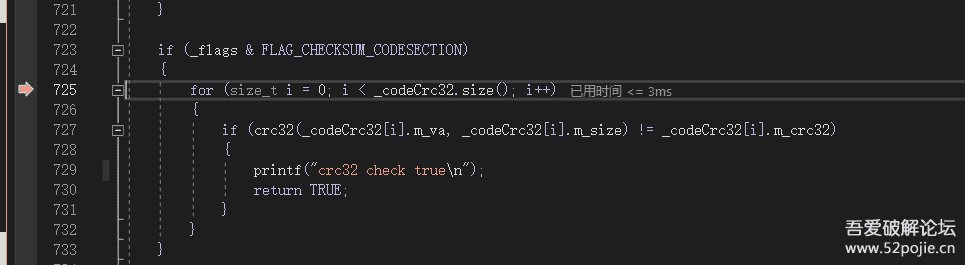 721 }
722
723 if (_flags & FLAG_CHECKSUM_CODESECTION)
724 {
725 for (size_t i = 0; i < _codeCrc32.size(); i++) 已用时间 <= 3ms
726 {
727 if (crc32(_codeCrc32[i].m_va, _codeCrc32[i].m_size) != _codeCrc32[i].m_crc32)
728 {
729 printf("crc32 check true\n");
730 return TRUE;
731 }
732 }
733 }
吾爱破解论坛
www.52pojie.cn